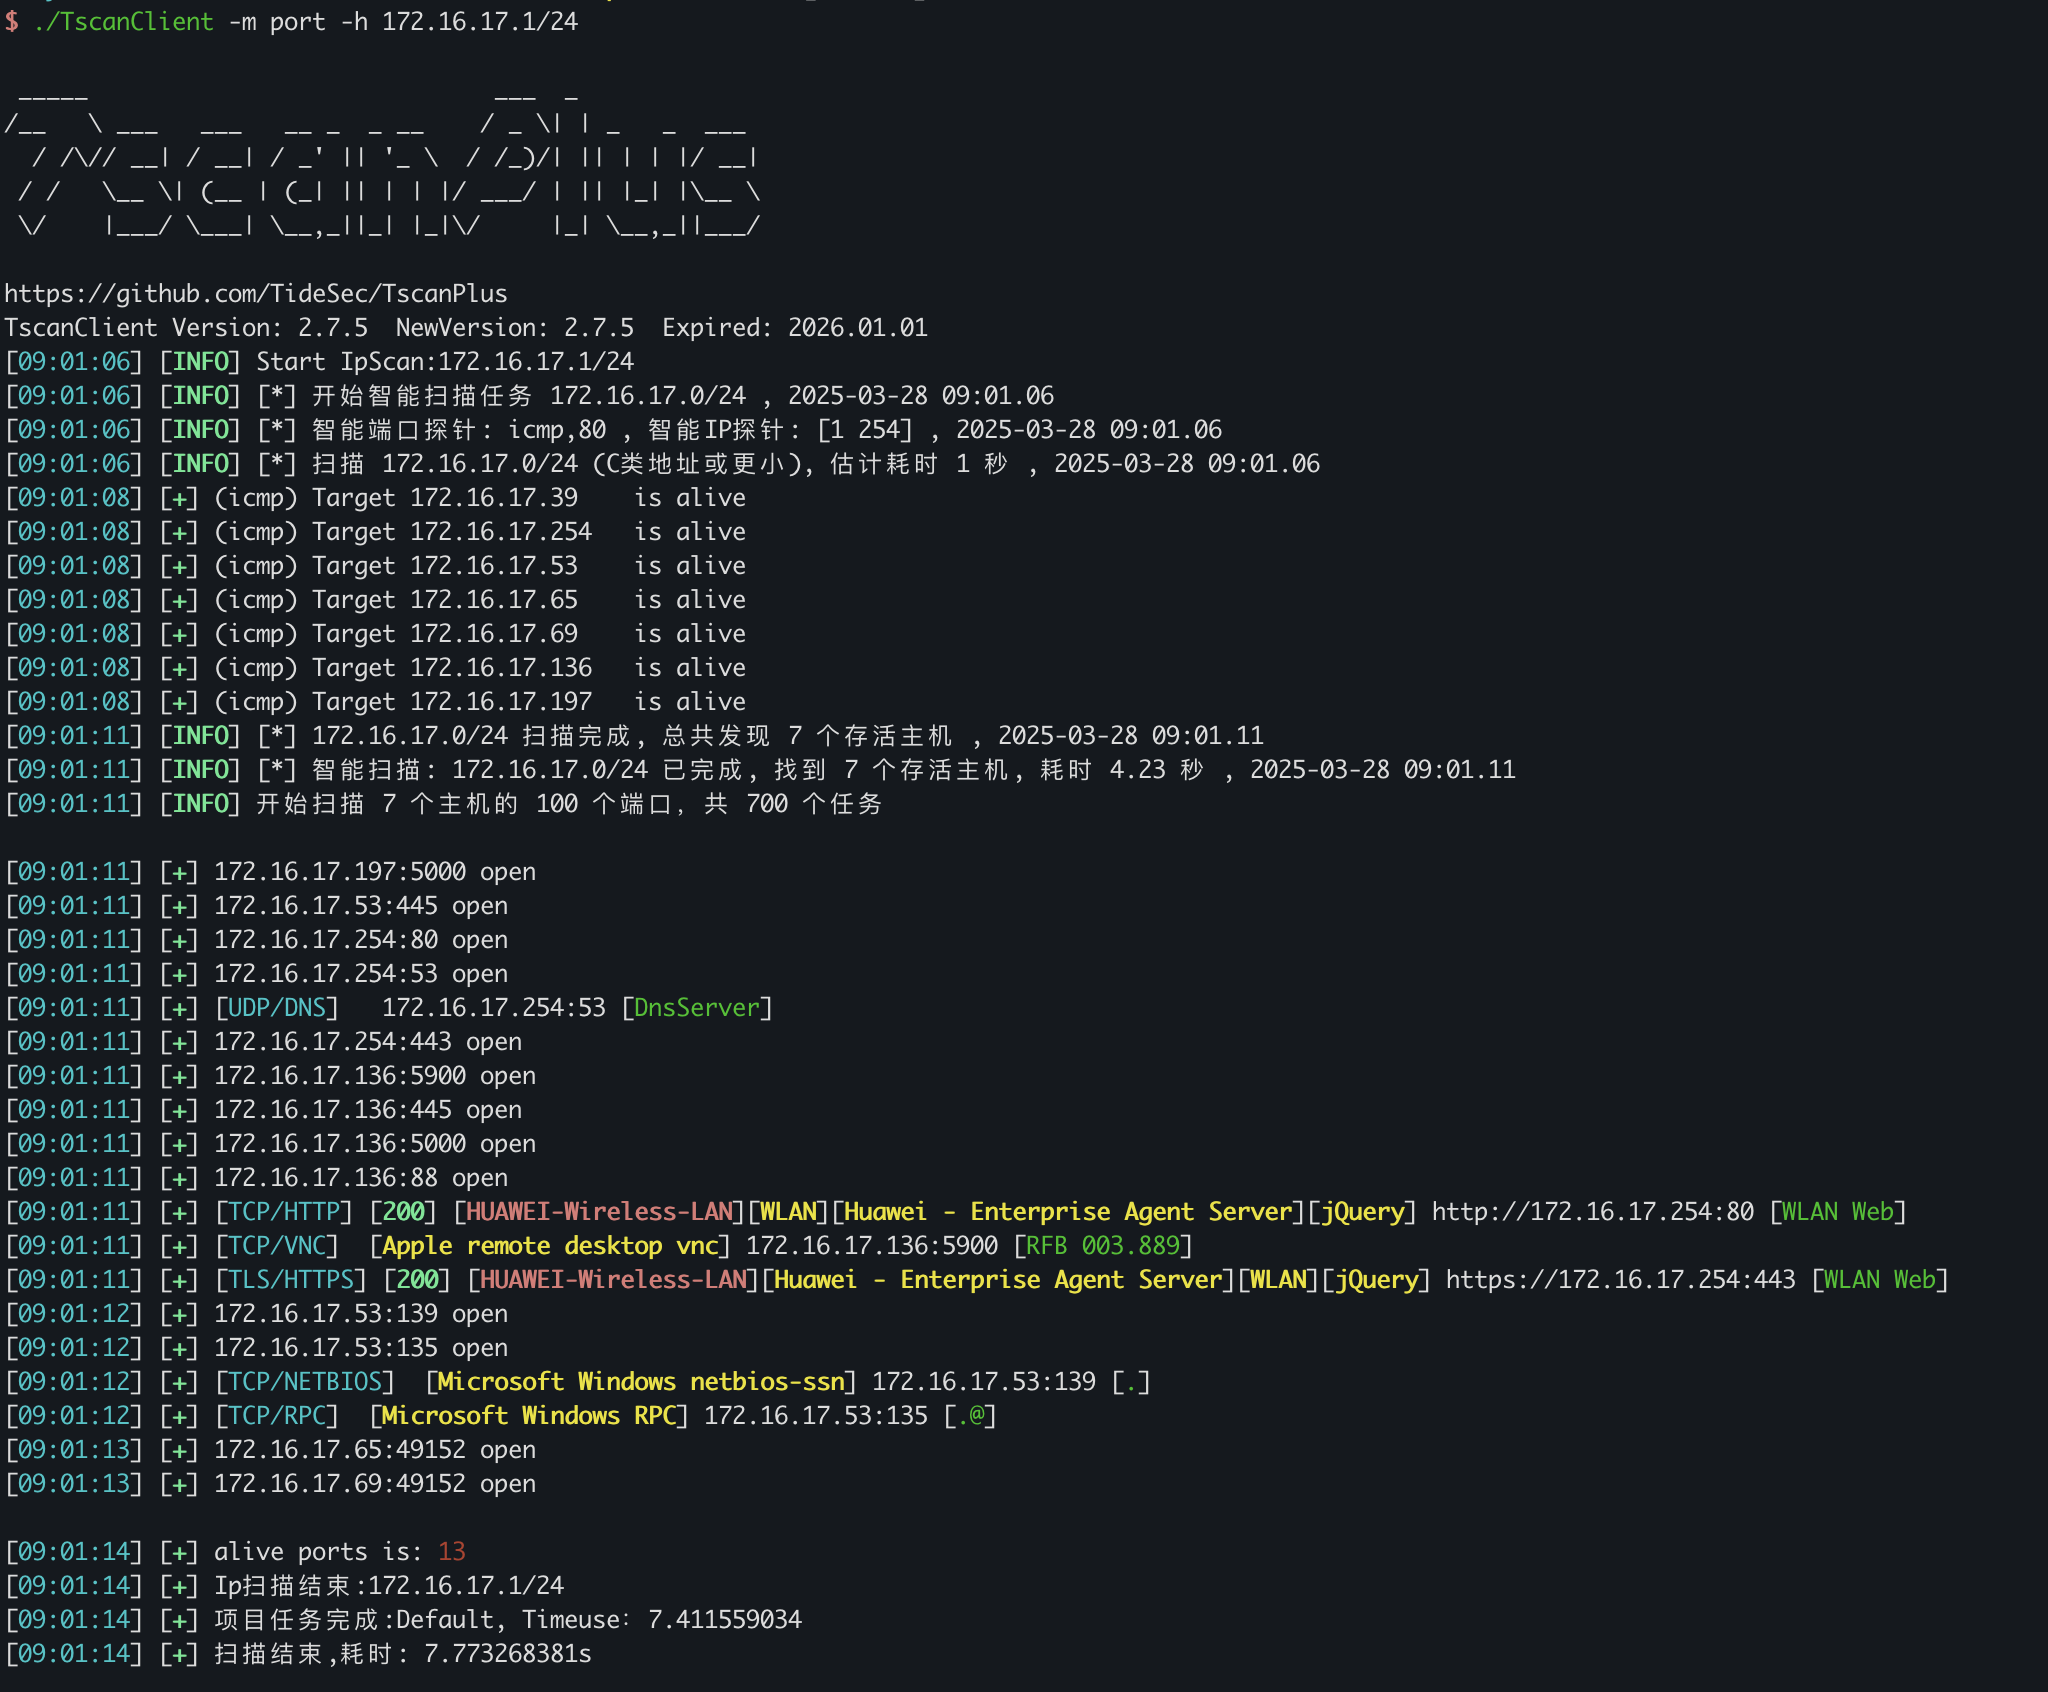 $ ./TscanClient -m port -h 172.16.17.1/24
 _____                             ___  _
/__   \ ___   ___   __ _  _ __    / _ \| | _   _  ___
  / /\// __| / __| / _' || '_ \  / /_)/| || | | |/ __|
 / /   \__ \| (__ | (_| || | | |/ ___/ | || |_| |\__ \
 \/    |___/ \___| \__,_||_| |_|\/     |_| \__,_||___/
https://github.com/TideSec/TscanPlus
TscanClient Version: 2.7.5  NewVersion: 2.7.5  Expired: 2026.01.01
[09:01:06] [INFO] Start IpScan:172.16.17.1/24
[09:01:06] [INFO] [*] 开始智能扫描任务 172.16.17.0/24 , 2025-03-28 09:01.06
[09:01:06] [INFO] [*] 智能端口探针: icmp,80 , 智能IP探针: [1 254] , 2025-03-28 09:01.06
[09:01:06] [INFO] [*] 扫描 172.16.17.0/24 (C类地址或更小), 估计耗时 1 秒 , 2025-03-28 09:01.06
[09:01:08] [+] (icmp) Target 172.16.17.39    is alive
[09:01:08] [+] (icmp) Target 172.16.17.254   is alive
[09:01:08] [+] (icmp) Target 172.16.17.53    is alive
[09:01:08] [+] (icmp) Target 172.16.17.65    is alive
[09:01:08] [+] (icmp) Target 172.16.17.69    is alive
[09:01:08] [+] (icmp) Target 172.16.17.136   is alive
[09:01:08] [+] (icmp) Target 172.16.17.197   is alive
[09:01:11] [INFO] [*] 172.16.17.0/24 扫描完成, 总共发现 7 个存活主机 , 2025-03-28 09:01.11
[09:01:11] [INFO] [*] 智能扫描: 172.16.17.0/24 已完成, 找到 7 个存活主机, 耗时 4.23 秒 , 2025-03-28 09:01.11
[09:01:11] [INFO] 开始扫描 7 个主机的 100 个端口, 共 700 个任务
[09:01:11] [+] 172.16.17.197:5000 open
[09:01:11] [+] 172.16.17.53:445 open
[09:01:11] [+] 172.16.17.254:80 open
[09:01:11] [+] 172.16.17.254:53 open
[09:01:11] [+] [UDP/DNS]   172.16.17.254:53 [DnsServer]
[09:01:11] [+] 172.16.17.254:443 open
[09:01:11] [+] 172.16.17.136:5900 open
[09:01:11] [+] 172.16.17.136:445 open
[09:01:11] [+] 172.16.17.136:5000 open
[09:01:11] [+] 172.16.17.136:88 open
[09:01:11] [+] [TCP/HTTP] [200] [HUAWEI-Wireless-LAN][WLAN][Huawei - Enterprise Agent Server][jQuery] http://172.16.17.254:80 [WLAN Web]
[09:01:11] [+] [TCP/VNC]  [Apple remote desktop vnc] 172.16.17.136:5900 [RFB 003.889]
[09:01:11] [+] [TLS/HTTPS] [200] [HUAWEI-Wireless-LAN][Huawei - Enterprise Agent Server][WLAN][jQuery] https://172.16.17.254:443 [WLAN Web]
[09:01:12] [+] 172.16.17.53:139 open
[09:01:12] [+] 172.16.17.53:135 open
[09:01:12] [+] [TCP/NETBIOS]  [Microsoft Windows netbios-ssn] 172.16.17.53:139 [.]
[09:01:12] [+] [TCP/RPC]  [Microsoft Windows RPC] 172.16.17.53:135 [.@]
[09:01:13] [+] 172.16.17.65:49152 open
[09:01:13] [+] 172.16.17.69:49152 open
[09:01:14] [+] alive ports is: 13
[09:01:14] [+] Ip扫描结束:172.16.17.1/24
[09:01:14] [+] 项目任务完成:Default, Timeuse: 7.411559034
[09:01:14] [+] 扫描结束,耗时: 7.773268381s